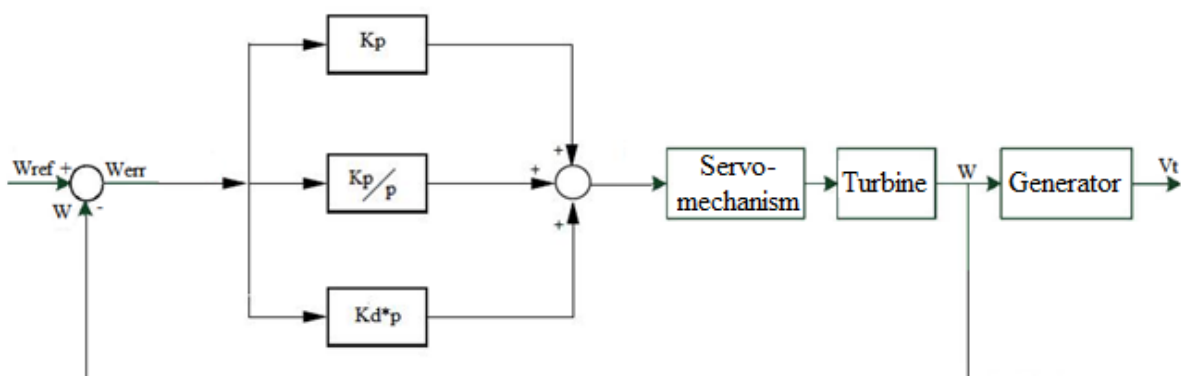 Kp
Wref + Werr
W -
Kp/p
+
+
+
Servo-
mechanism
Turbine
W
Generator
Vt
Kd*p